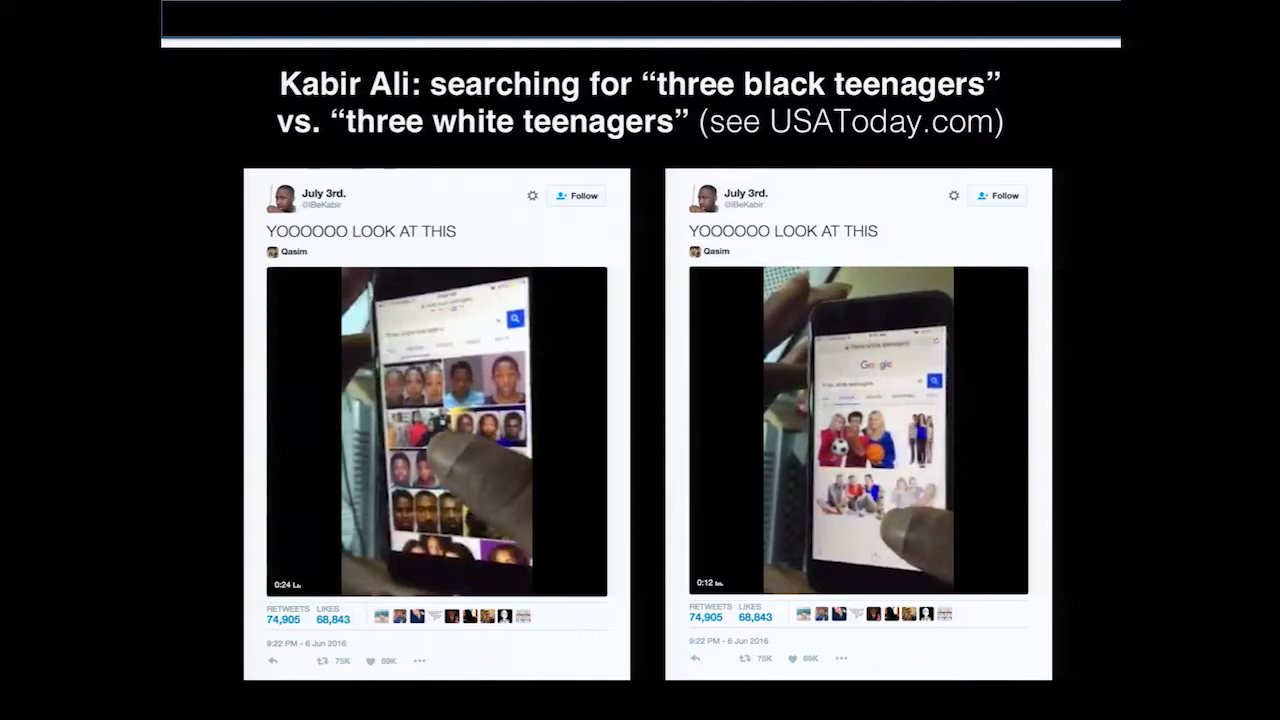 Kabir Ali: searching for “three black teenagers”
vs. “three white teenagers” (see USAToday.com)
July 3rd.
@IBeKabir
Follow
YOOOOOO LOOK AT THIS
Qasim
0:24
RETWEETS LIKES
74,905 68,843
9:22 PM - 6 Jun 2016
75K 69K
July 3rd.
@IBeKabir
Follow
YOOOOOO LOOK AT THIS
Qasim
Google
three white teenagers
0:12
RETWEETS LIKES
74,905 68,843
9:22 PM - 6 Jun 2016
75K 69K